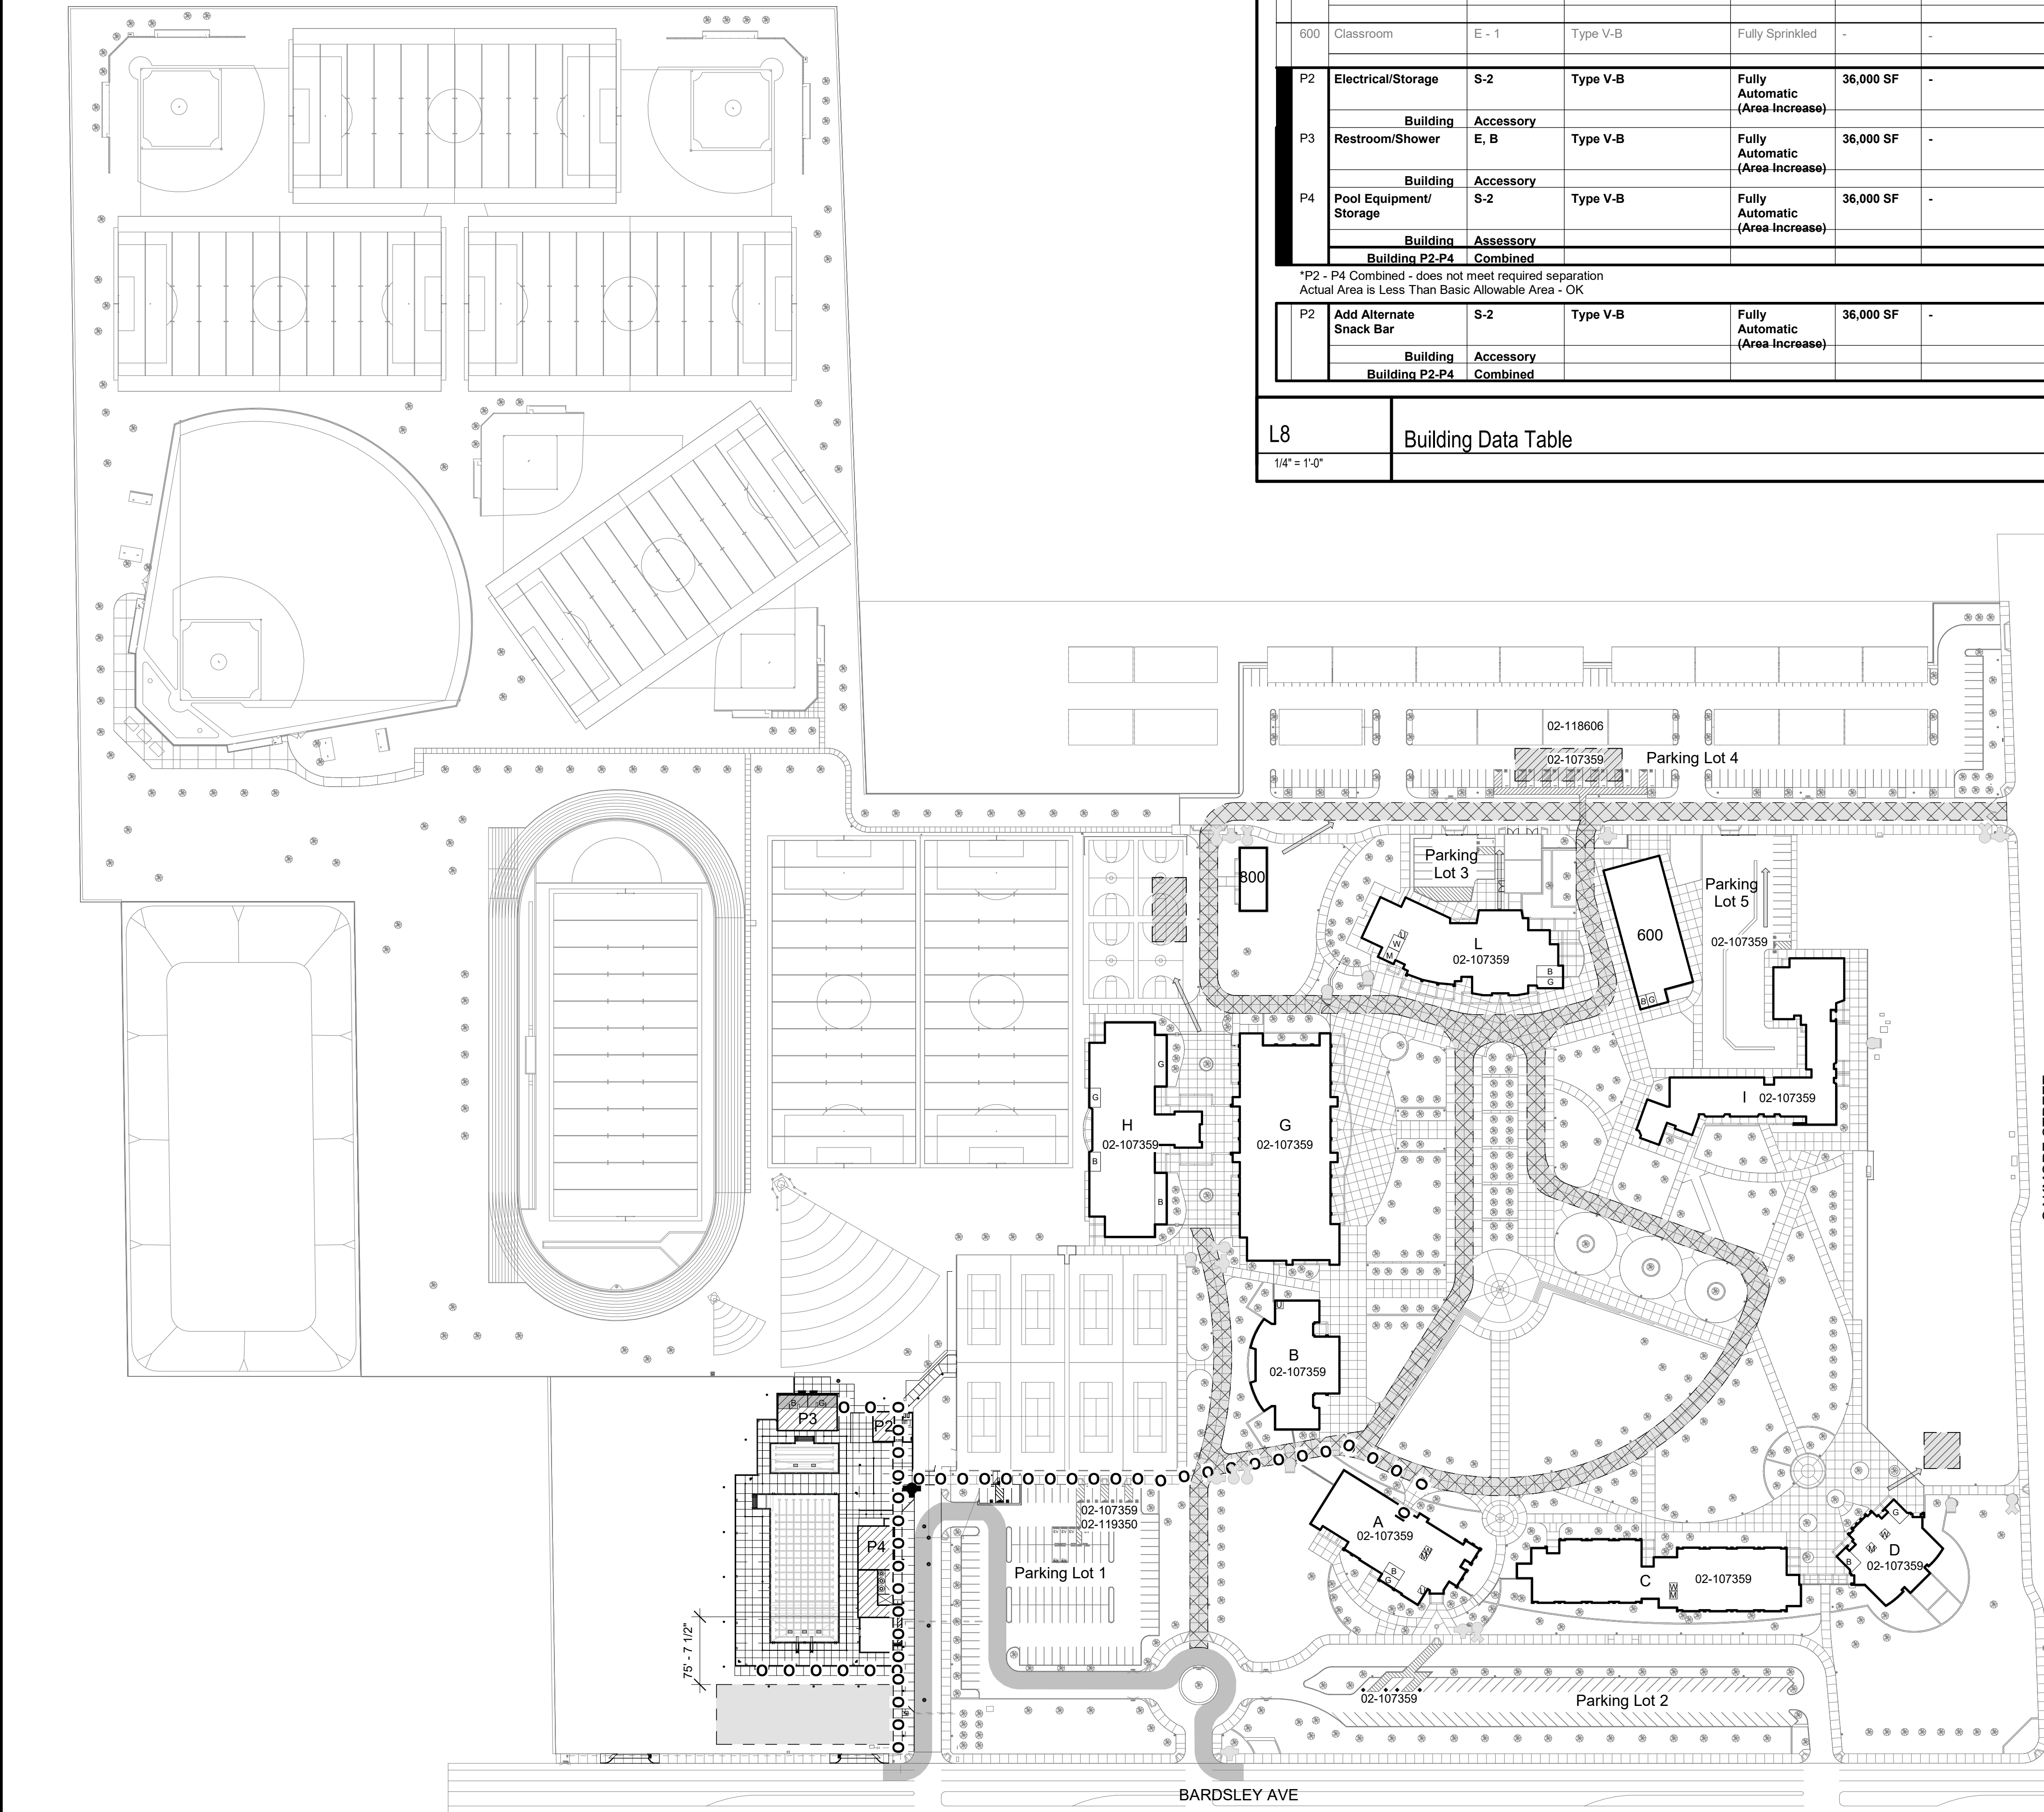 600 Classroom E - 1 Type V-B Fully Sprinkled - -
P2 Electrical/Storage S-2 Type V-B Fully 36,000 SF -
Automatic
(Area Increase)
Building Accessory
P3 Restroom/Shower E, B Type V-B Fully 36,000 SF -
Automatic
(Area Increase)
Building Accessory
P4 Pool Equipment/ S-2 Type V-B Fully 36,000 SF -
Storage Automatic
(Area Increase)
Building Assessory
Building P2-P4 Combined
*P2 - P4 Combined - does not meet required separation
Actual Area is Less Than Basic Allowable Area - OK
P2 Add Alternate S-2 Type V-B Fully 36,000 SF -
Snack Bar Automatic
(Area Increase)
Building Accessory
Building P2-P4 Combined
L8 Building Data Table
1/4" = 1'-0"
02-118606
02-107359 Parking Lot 4
Parking
Lot 3
800
Parking
Lot 5
02-107359
600
B G
L
02-107359
U
W
M
B
G
I 02-107359
H
02-107359
G
G
B
B
G
02-107359
U
B
02-107359
P3
B G
P2
P4
02-107359
02-119350
EV EV EV
Parking Lot 1
A
02-107359
B
G
W
M
U
C 02-107359
W
M
D
02-107359
G
W
M
B
75' - 7 1/2"
02-107359
Parking Lot 2
BARDSLEY AVE